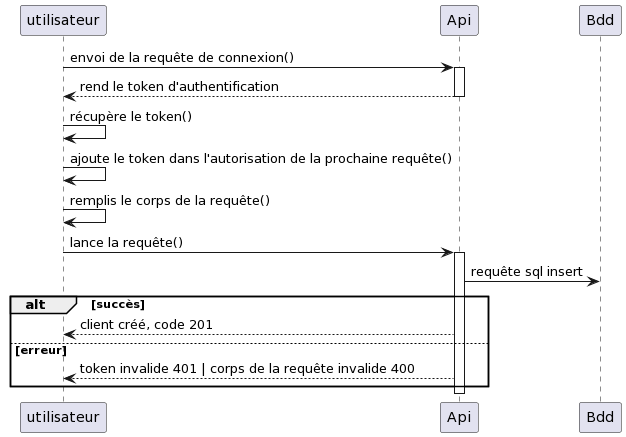 utilisateur Api Bdd
envoi de la requête de connexion()
rend le token d'authentification
récupère le token()
ajoute le token dans l'autorisation de la prochaine requête()
remplis le corps de la requête()
lance la requête()
requête sql insert
alt [succès]
client créé, code 201
[erreur]
token invalide 401 | corps de la requête invalide 400
utilisateur Api Bdd